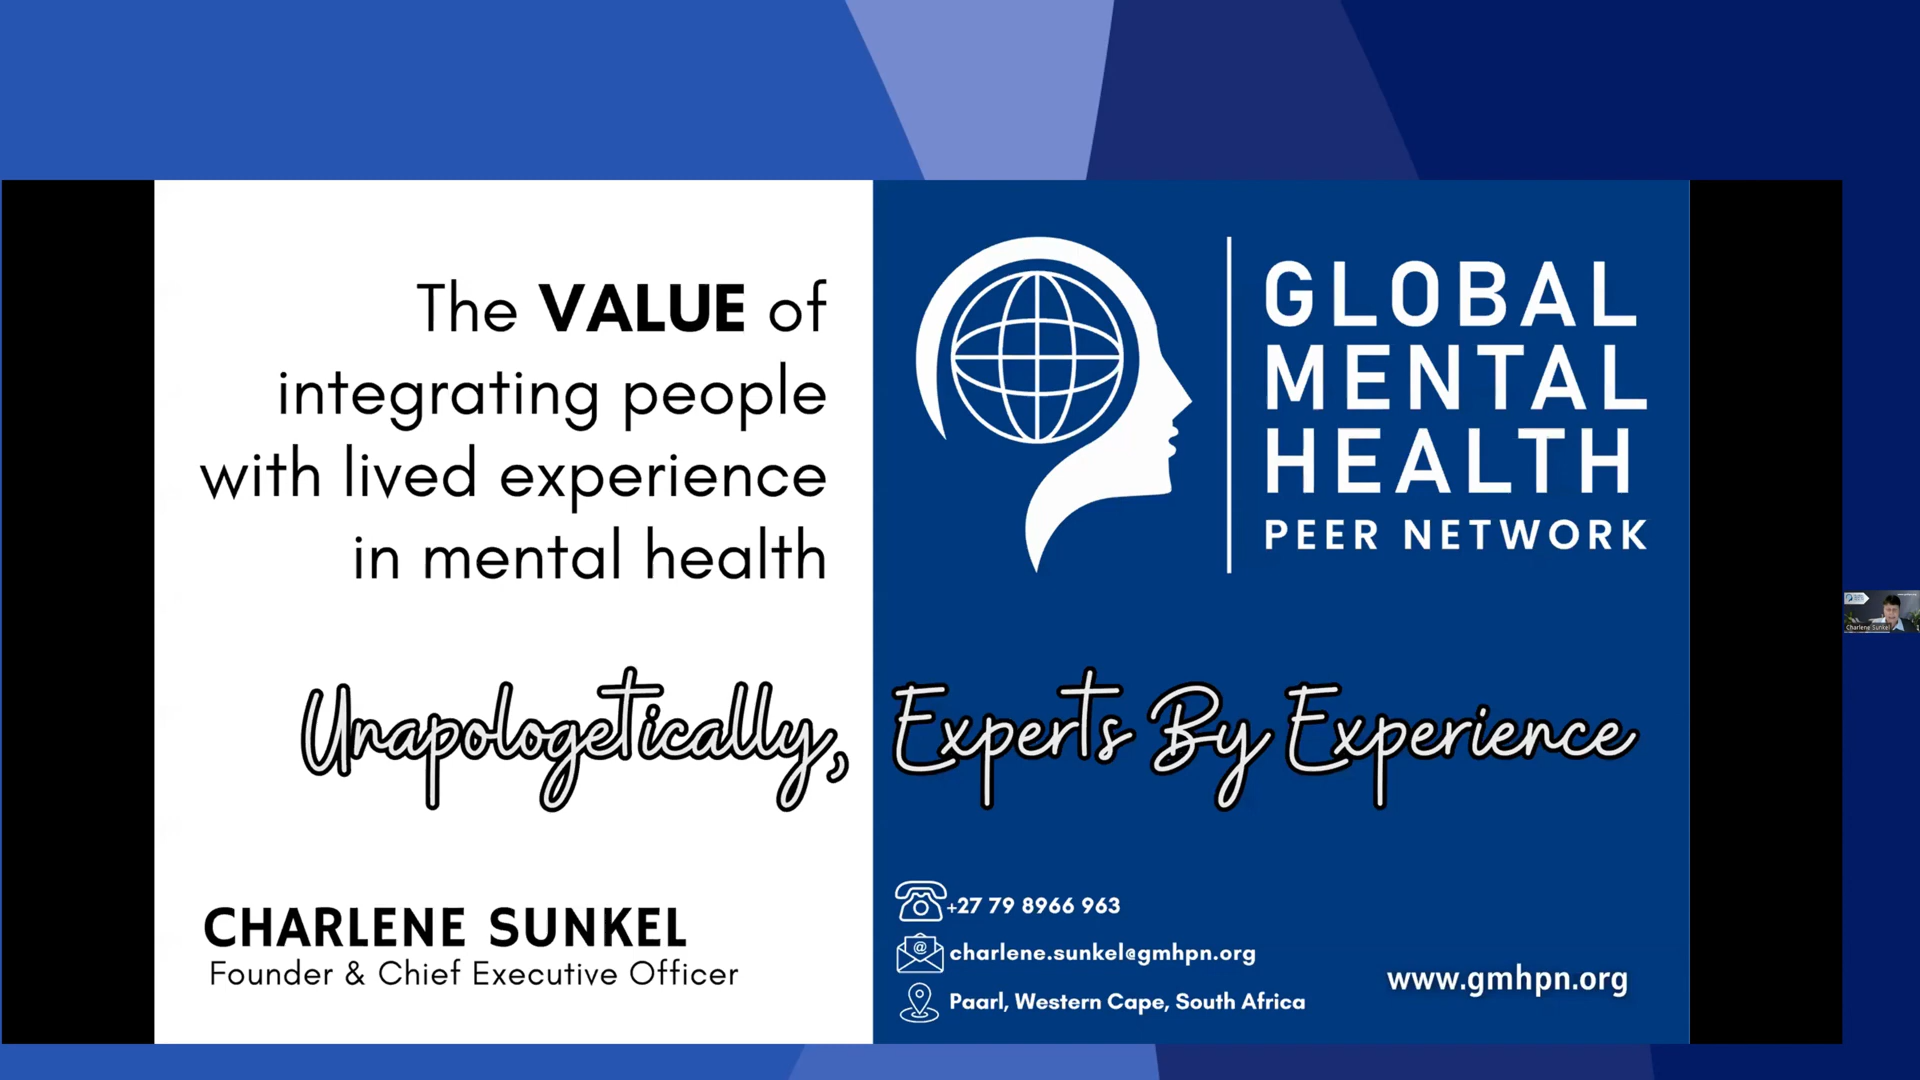 The VALUE of
integrating people
with lived experience
in mental health
GLOBAL
MENTAL
HEALTH
PEER NETWORK
Unapologetically, Experts By Experience
CHARLENE SUNKEL
Founder & Chief Executive Officer
+27 79 8966 963
charlene.sunkel@gmhpn.org
Paarl, Western Cape, South Africa
www.gmhpn.org
Charlene Sunkel